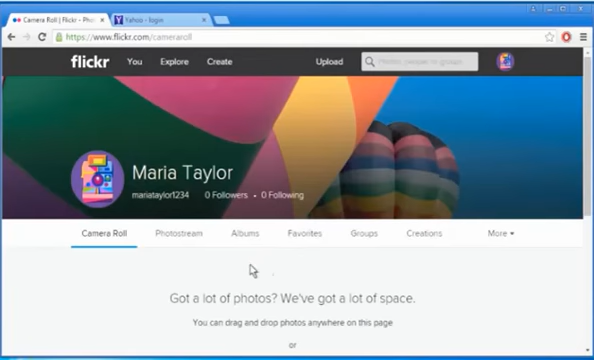 Camera Roll | Flickr - Phot
Yahoo - login
https://www.flickr.com/cameraroll
flickr You Explore Create Upload Photos, people, or groups
Maria Taylor
mariataylor1234 0 Followers • 0 Following
Camera Roll Photostream Albums Favorites Groups Creations More
Got a lot of photos? We've got a lot of space.
You can drag and drop photos anywhere on this page
or